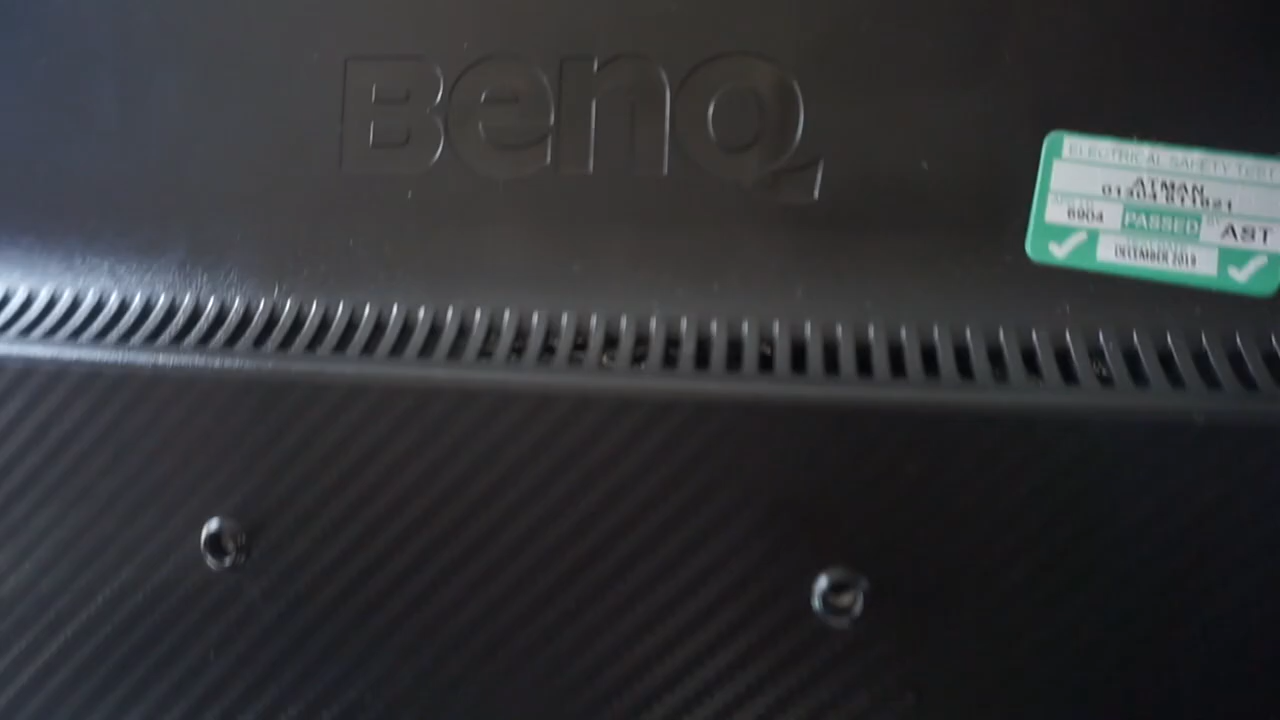 BenQ
ELECTRICAL SAFETY TEST
ATMAN
6904
PASSED
AST
DECEMBER 2019